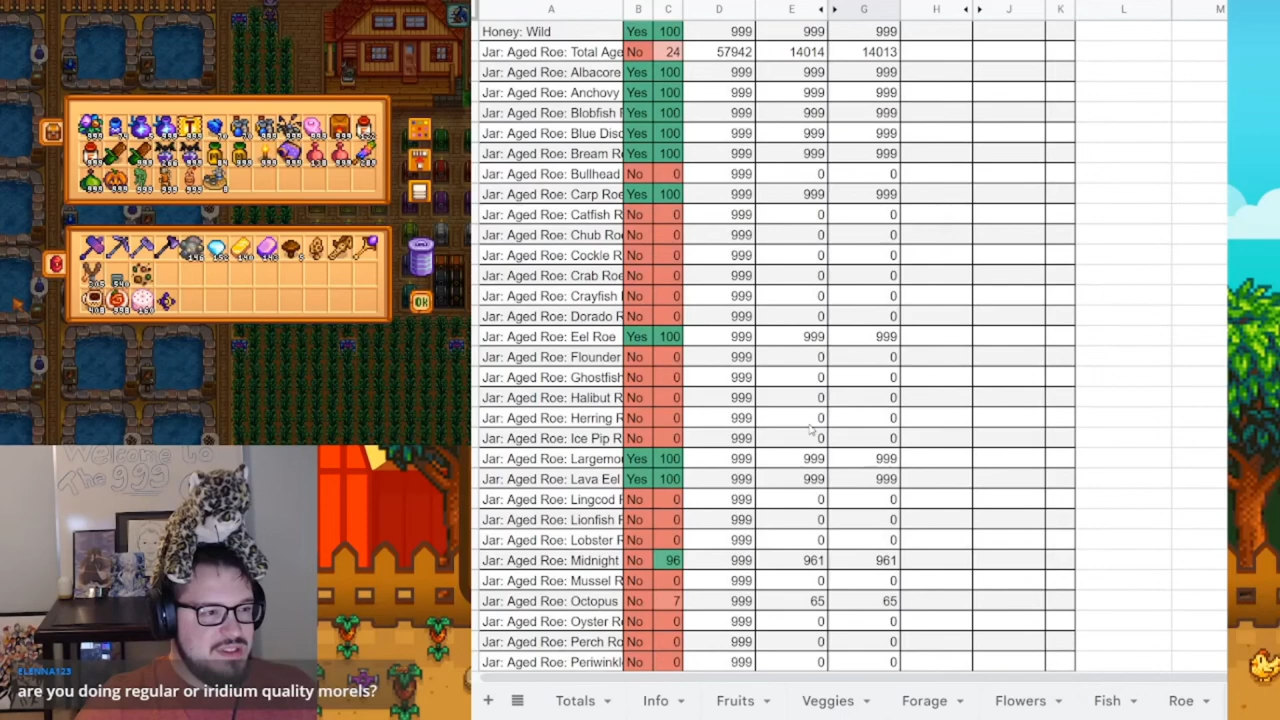 A B C D E G H J K L M
Honey: Wild Yes 100 999 999 999
Jar: Aged Roe: Total Age No 24 57942 14014 14013
Jar: Aged Roe: Albacore Yes 100 999 999 999
Jar: Aged Roe: Anchovy Yes 100 999 999 999
Jar: Aged Roe: Blobfish Yes 100 999 999 999
Jar: Aged Roe: Blue Disc Yes 100 999 999 999
Jar: Aged Roe: Bream Ro Yes 100 999 999 999
Jar: Aged Roe: Bullhead No 0 999 0 0
Jar: Aged Roe: Carp Roe Yes 100 999 999 999
Jar: Aged Roe: Catfish R No 0 999 0 0
Jar: Aged Roe: Chub Roe No 0 999 0 0
Jar: Aged Roe: Cockle R No 0 999 0 0
Jar: Aged Roe: Crab Roe No 0 999 0 0
Jar: Aged Roe: Crayfish No 0 999 0 0
Jar: Aged Roe: Dorado R No 0 999 0 0
Jar: Aged Roe: Eel Roe Yes 100 999 999 999
Jar: Aged Roe: Flounder No 0 999 0 0
Jar: Aged Roe: Ghostfish No 0 999 0 0
Jar: Aged Roe: Halibut R No 0 999 0 0
Jar: Aged Roe: Herring R No 0 999 0 0
Jar: Aged Roe: Ice Pip R No 0 999 0 0
Jar: Aged Roe: Largemou Yes 100 999 999 999
Jar: Aged Roe: Lava Eel Yes 100 999 999 999
Jar: Aged Roe: Lingcod No 0 999 0 0
Jar: Aged Roe: Lionfish No 0 999 0 0
Jar: Aged Roe: Lobster R No 0 999 0 0
Jar: Aged Roe: Midnight No 96 999 961 961
Jar: Aged Roe: Mussel R No 0 999 0 0
Jar: Aged Roe: Octopus No 7 999 65 65
Jar: Aged Roe: Oyster Ro No 0 999 0 0
Jar: Aged Roe: Perch Ro No 0 999 0 0
Jar: Aged Roe: Periwinkl No 0 999 0 0
+ Totals Info Fruits Veggies Forage Flowers Fish Roe
OK
Welcome to
The 999
ELENNA123
are you doing regular or iridium quality morels?